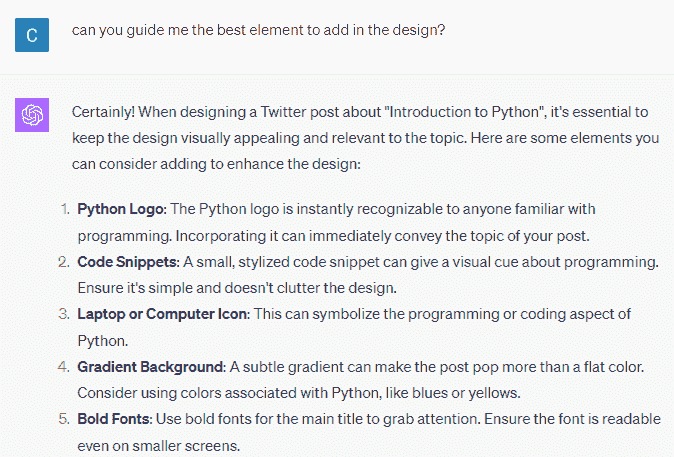 C
can you guide me the best element to add in the design?
Certainly! When designing a Twitter post about "Introduction to Python", it's essential to
keep the design visually appealing and relevant to the topic. Here are some elements you
can consider adding to enhance the design:
1. Python Logo: The Python logo is instantly recognizable to anyone familiar with
programming. Incorporating it can immediately convey the topic of your post.
2. Code Snippets: A small, stylized code snippet can give a visual cue about programming.
Ensure it's simple and doesn't clutter the design.
3. Laptop or Computer Icon: This can symbolize the programming or coding aspect of
Python.
4. Gradient Background: A subtle gradient can make the post pop more than a flat color.
Consider using colors associated with Python, like blues or yellows.
5. Bold Fonts: Use bold fonts for the main title to grab attention. Ensure the font is readable
even on smaller screens.